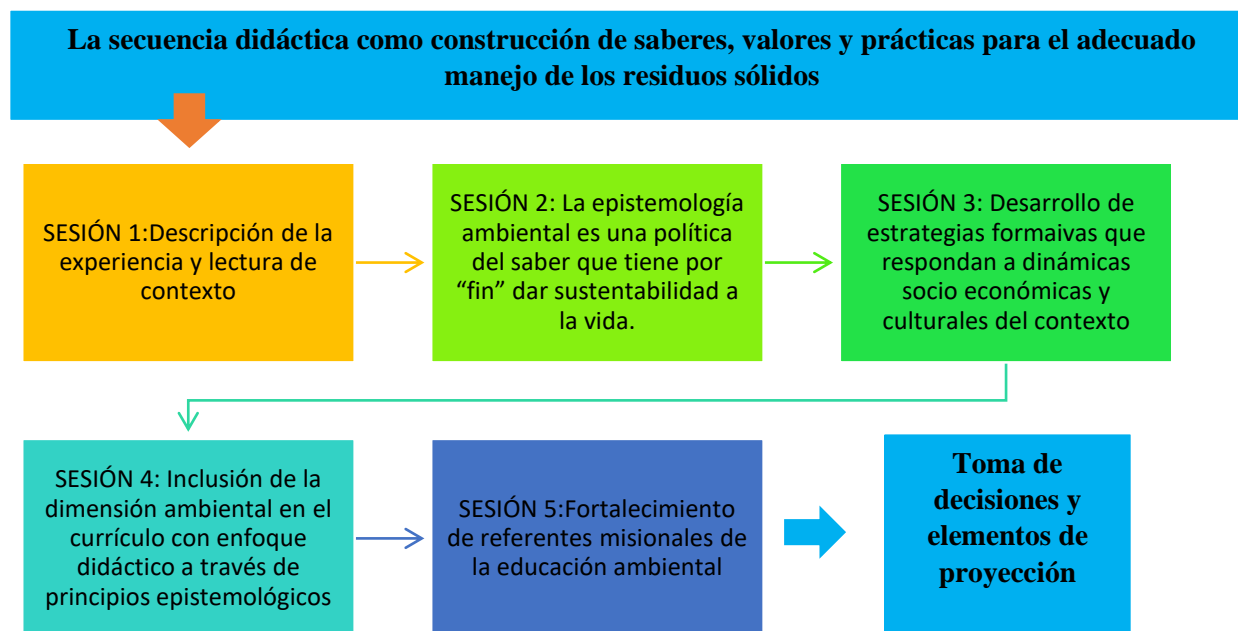 La secuencia didáctica como construcción de saberes, valores y prácticas para el adecuado
manejo de los residuos sólidos
SESIÓN 1:Descripción de la
experiencia y lectura de
contexto
SESIÓN 2: La epistemología
ambiental es una política
del saber que tiene por
“fin” dar sustentabilidad a
la vida.
SESIÓN 3: Desarrollo de
estrategias formaivas que
respondan a dinámicas
socio económicas y
culturales del contexto
SESIÓN 4: Inclusión de la
dimensión ambiental en el
currículo con enfoque
didáctico a través de
principios epistemológicos
SESIÓN 5:Fortalecimiento
de referentes misionales de
la educación ambiental
Toma de
decisiones y
elementos de
proyección